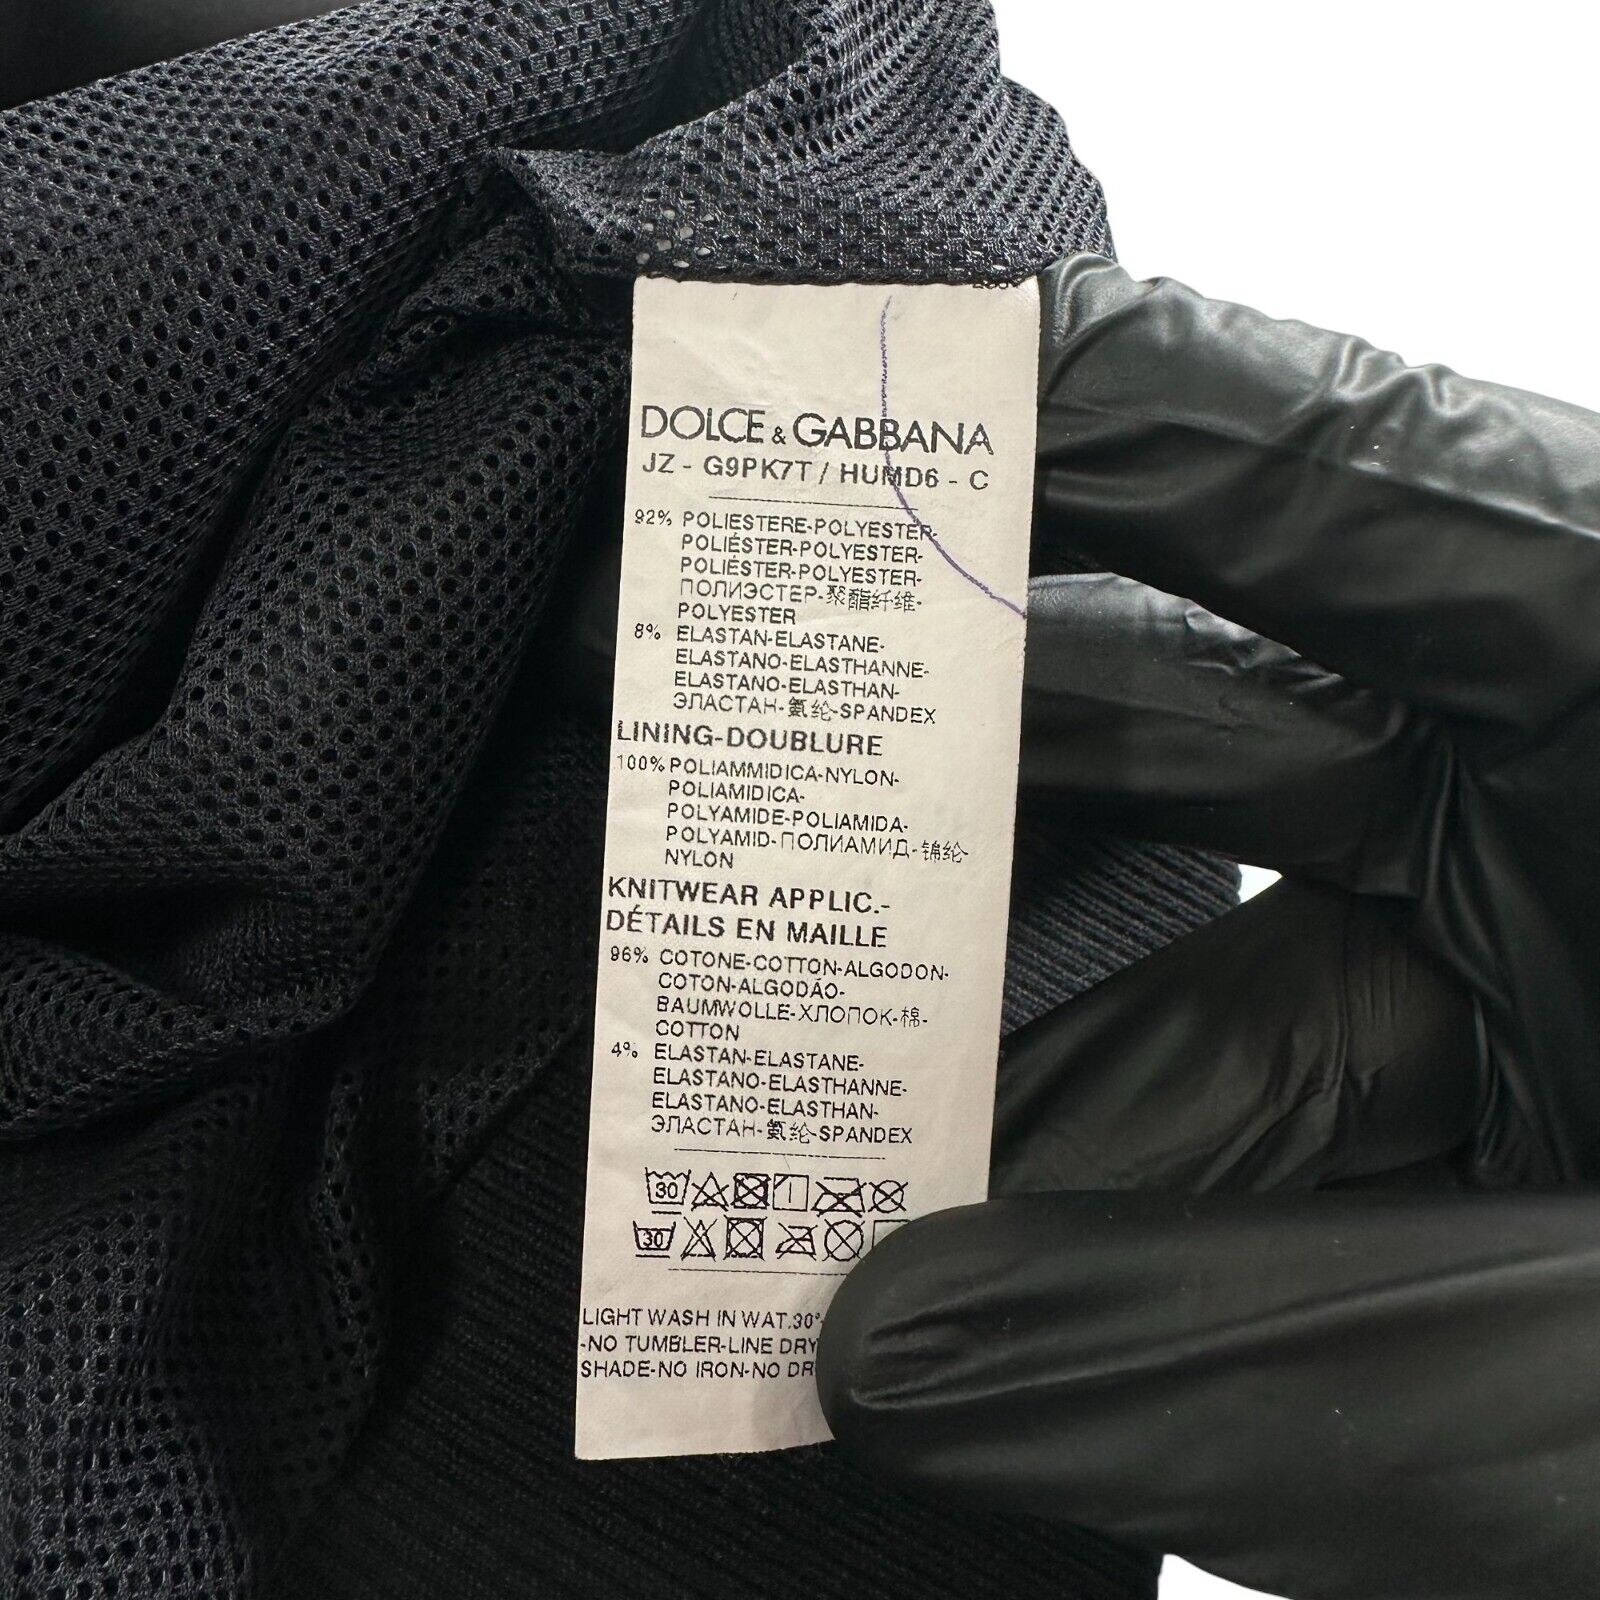 DOLCE & GABBANA
JZ - G9PK7T / HUMD6 - C
92% POLIESTERE-POLYESTER-
POLIÉSTER-POLYESTER-
POLIÉSTER-POLYESTER-
ПОЛИЭСТЕР-聚酯纤维-
POLYESTER
8% ELASTAN-ELASTANE-
ELASTANO-ELASTHANNE-
ELASTANO-ELASTHAN-
ЭЛАСТАН-氨纶-SPANDEX
LINING-DOUBLURE
100% POLIAMMIDICA-NYLON-
POLIAMIDICA-
POLYAMIDE-POLIAMIDA-
POLYAMID-ПОЛИАМИД-锦纶-
NYLON
KNITWEAR APPLIC.-
DÉTAILS EN MAILLE
96% COTONE-COTTON-ALGODON-
COTON-ALGODÃO-
BAUMWOLLE-ХЛОПОК-棉-
COTTON
4% ELASTAN-ELASTANE-
ELASTANO-ELASTHANNE-
ELASTANO-ELASTHAN-
ЭЛАСТАН-氨纶-SPANDEX
30
30
LIGHT WASH IN WAT.30°-
-NO TUMBLER-LINE DRY
SHADE-NO IRON-NO DR